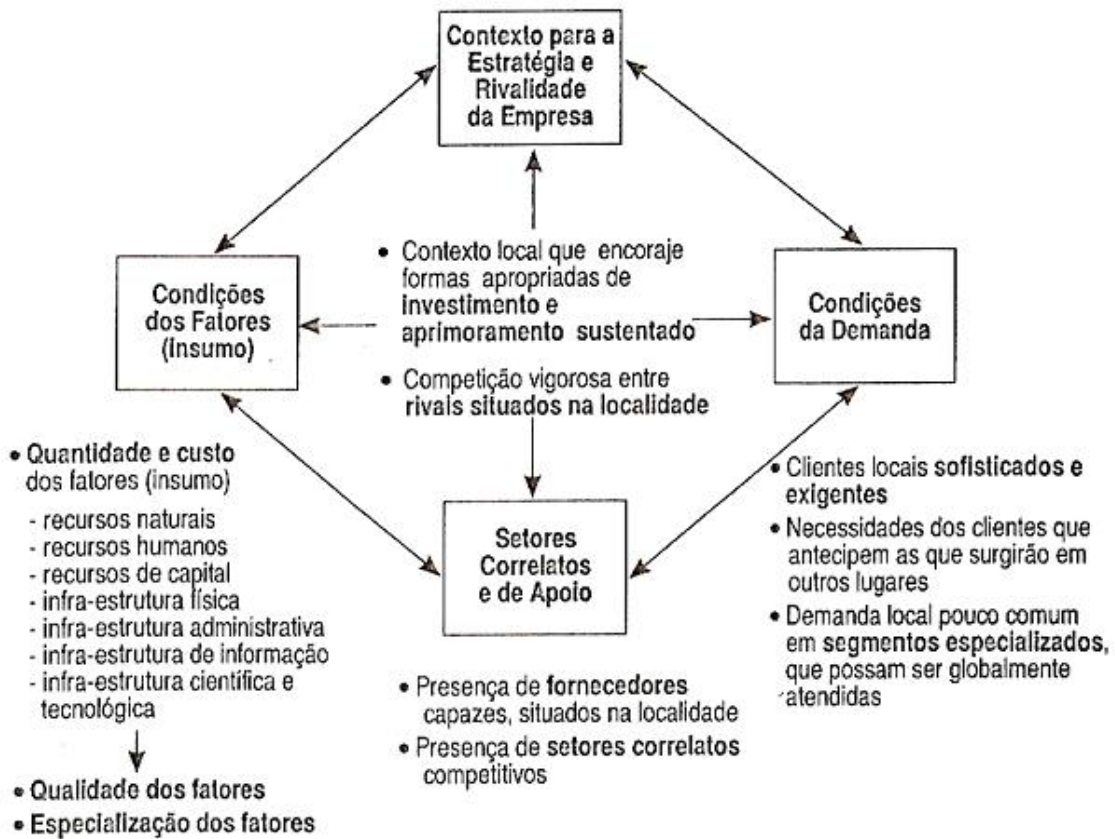 Contexto para a
Estratégia e
Rivalidade
da Empresa
Condições
dos Fatores
(insumo)
• Contexto local que encoraje
formas apropriadas de
investimento e
aprimoramento sustentado
• Competição vigorosa entre
rivais situados na localidade
Condições
da Demanda
• Quantidade e custo
dos fatores (insumo)
- recursos naturais
- recursos humanos
- recursos de capital
- infra-estrutura física
- infra-estrutura administrativa
- infra-estrutura de informação
- infra-estrutura científica e
tecnológica
• Qualidade dos fatores
• Especialização dos fatores
Setores
Correlatos
e de Apoio
• Presença de fornecedores
capazes, situados na localidade
• Presença de setores correlatos
competitivos
• Clientes locais sofisticados e
exigentes
• Necessidades dos clientes que
antecipem as que surgirão em
outros lugares
• Demanda local pouco comum
em segmentos especializados,
que possam ser globalmente
atendidas